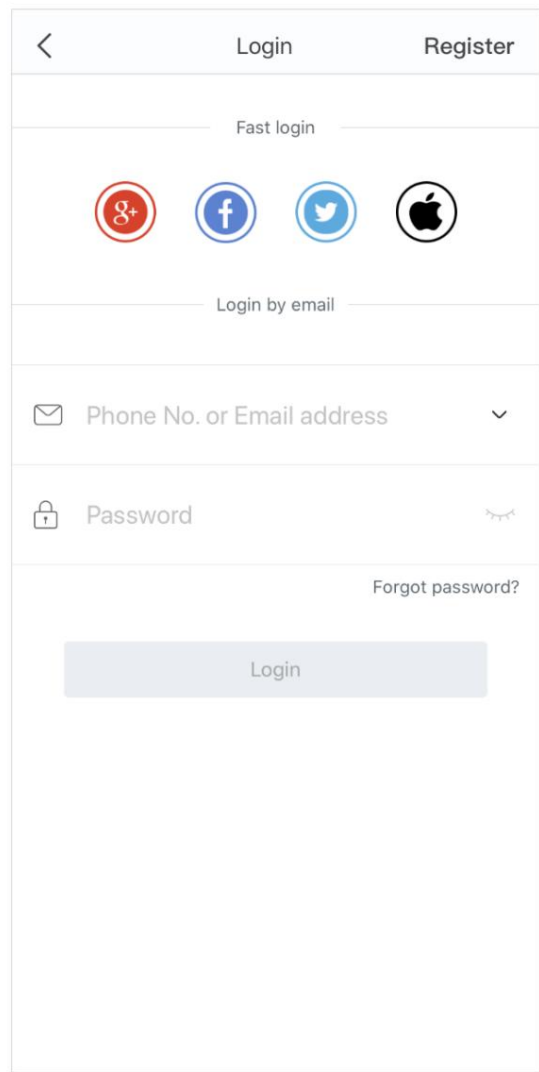 Login
Register
Fast login
g+
f
Login by email
Phone No. or Email address
Password
Forgot password?
Login